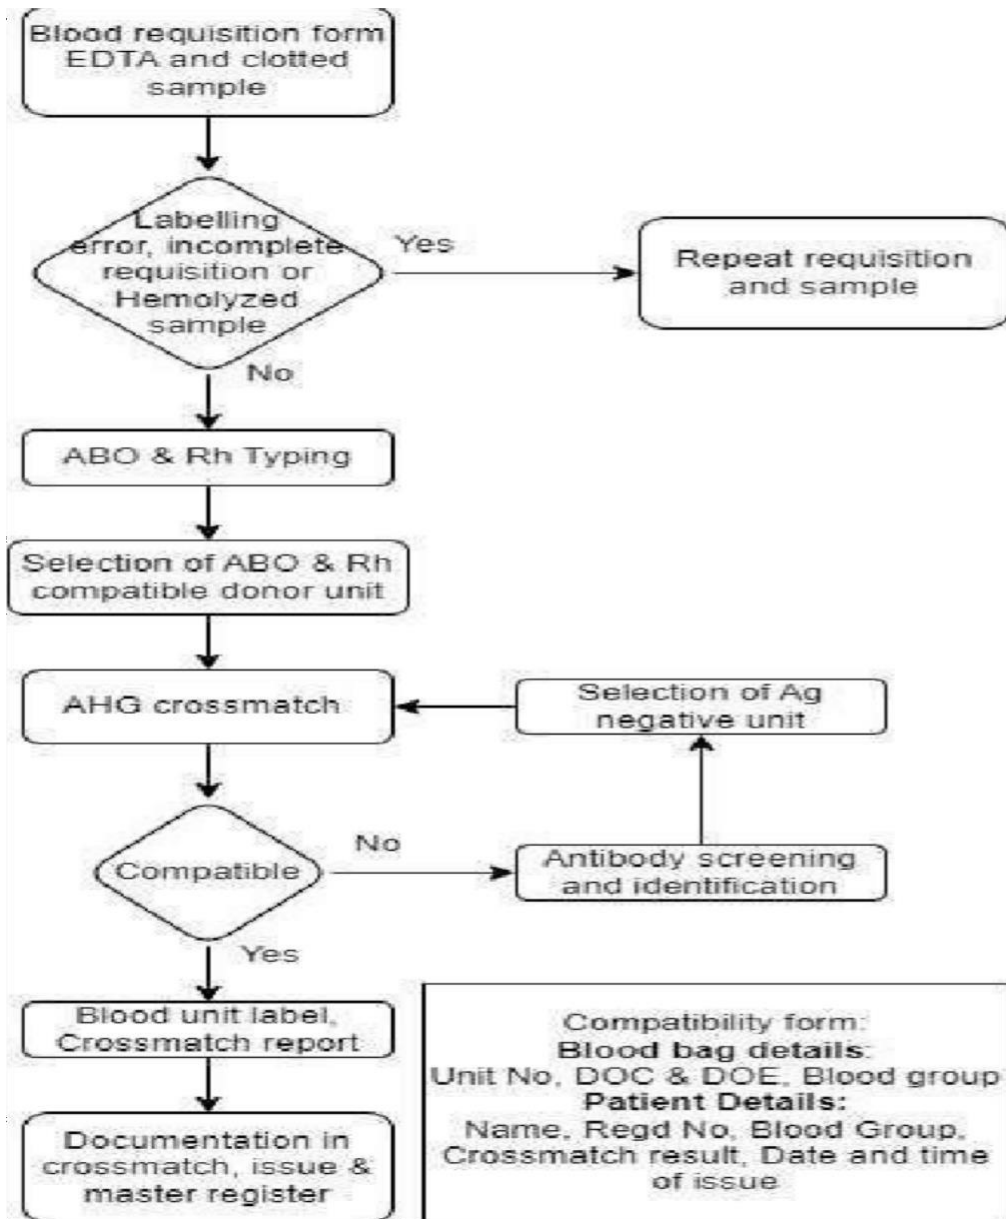 Blood requisition form
EDTA and clotted
sample
Labelling
error, incomplete
requisition or
Hemolyzed
sample
Yes
Repeat requisition
and sample
No
ABO & Rh Typing
Selection of ABO & Rh
compatible donor unit
AHG crossmatch
Selection of Ag
negative unit
Compatible
No
Antibody screening
and identification
Yes
Blood unit label,
Crossmatch report
Documentation in
crossmatch, issue &
master register
Compatibility form:
Blood bag details:
Unit No, DOC & DOE, Blood group
Patient Details:
Name, Regd No, Blood Group,
Crossmatch result, Date and time
of issue